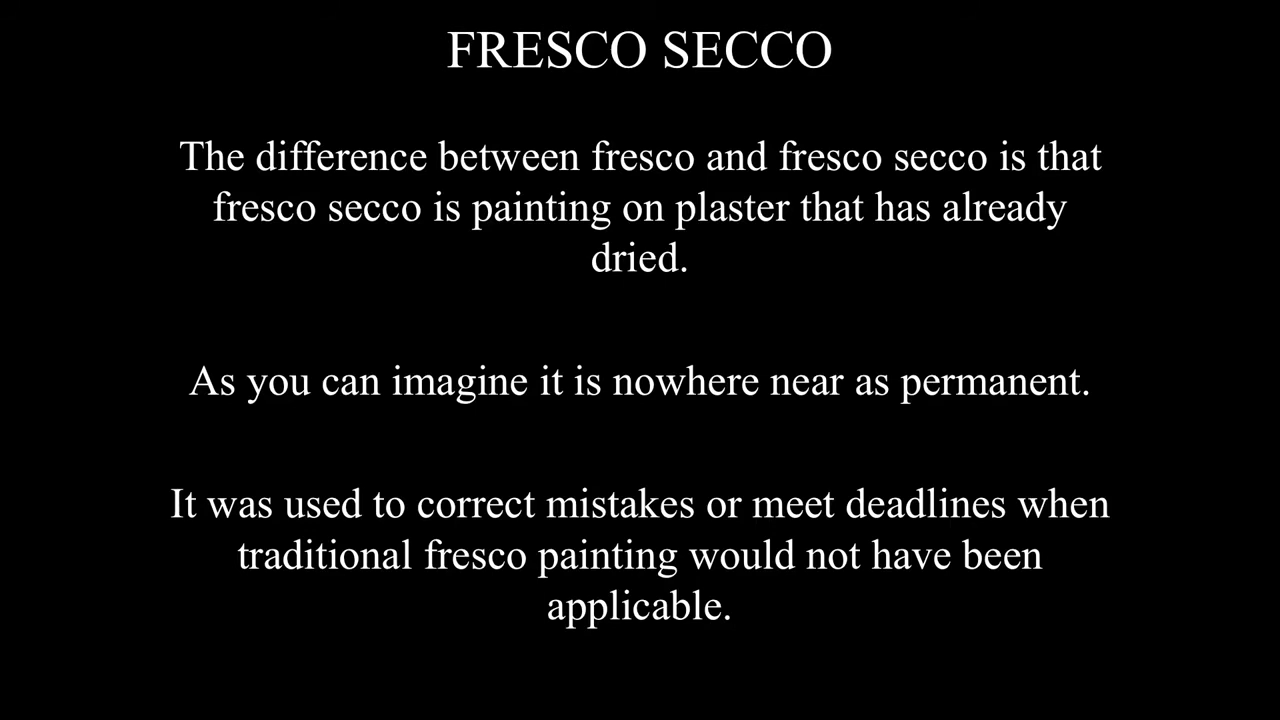 FRESCO SECCO
The difference between fresco and fresco secco is that
fresco secco is painting on plaster that has already
dried.
As you can imagine it is nowhere near as permanent.
It was used to correct mistakes or meet deadlines when
traditional fresco painting would not have been
applicable.